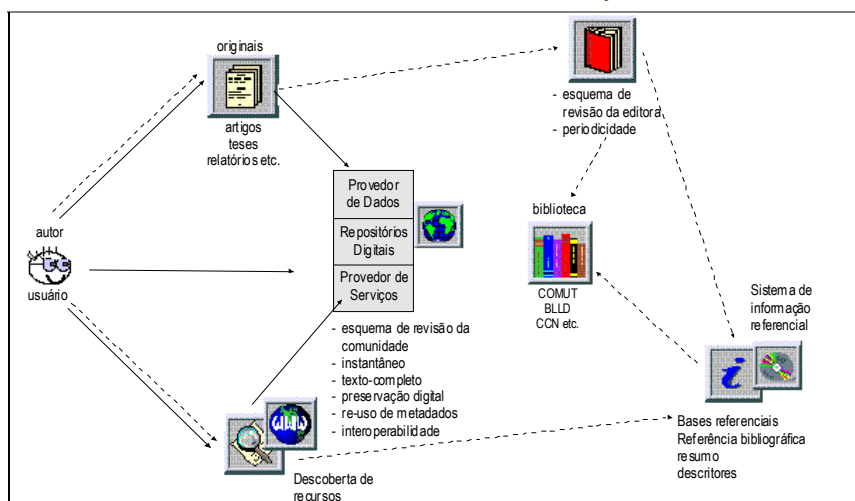 originais
artigos
teses
relatórios etc.
- esquema de
revisão da editora
- periodicidade
Provedor
de Dados
Repositórios
Digitais
Provedor de
Serviços
biblioteca
COMUT
BLLD
CCN etc.
autor
usuário
- esquema de revisão da
comunidade
- instantâneo
- texto-completo
- preservação digital
- re-uso de metadados
- interoperabilidade
Sistema de
informação
referencial
i
www
Descoberta de
recursos
Bases referenciais
Referência bibliográfica
resumo
descritores